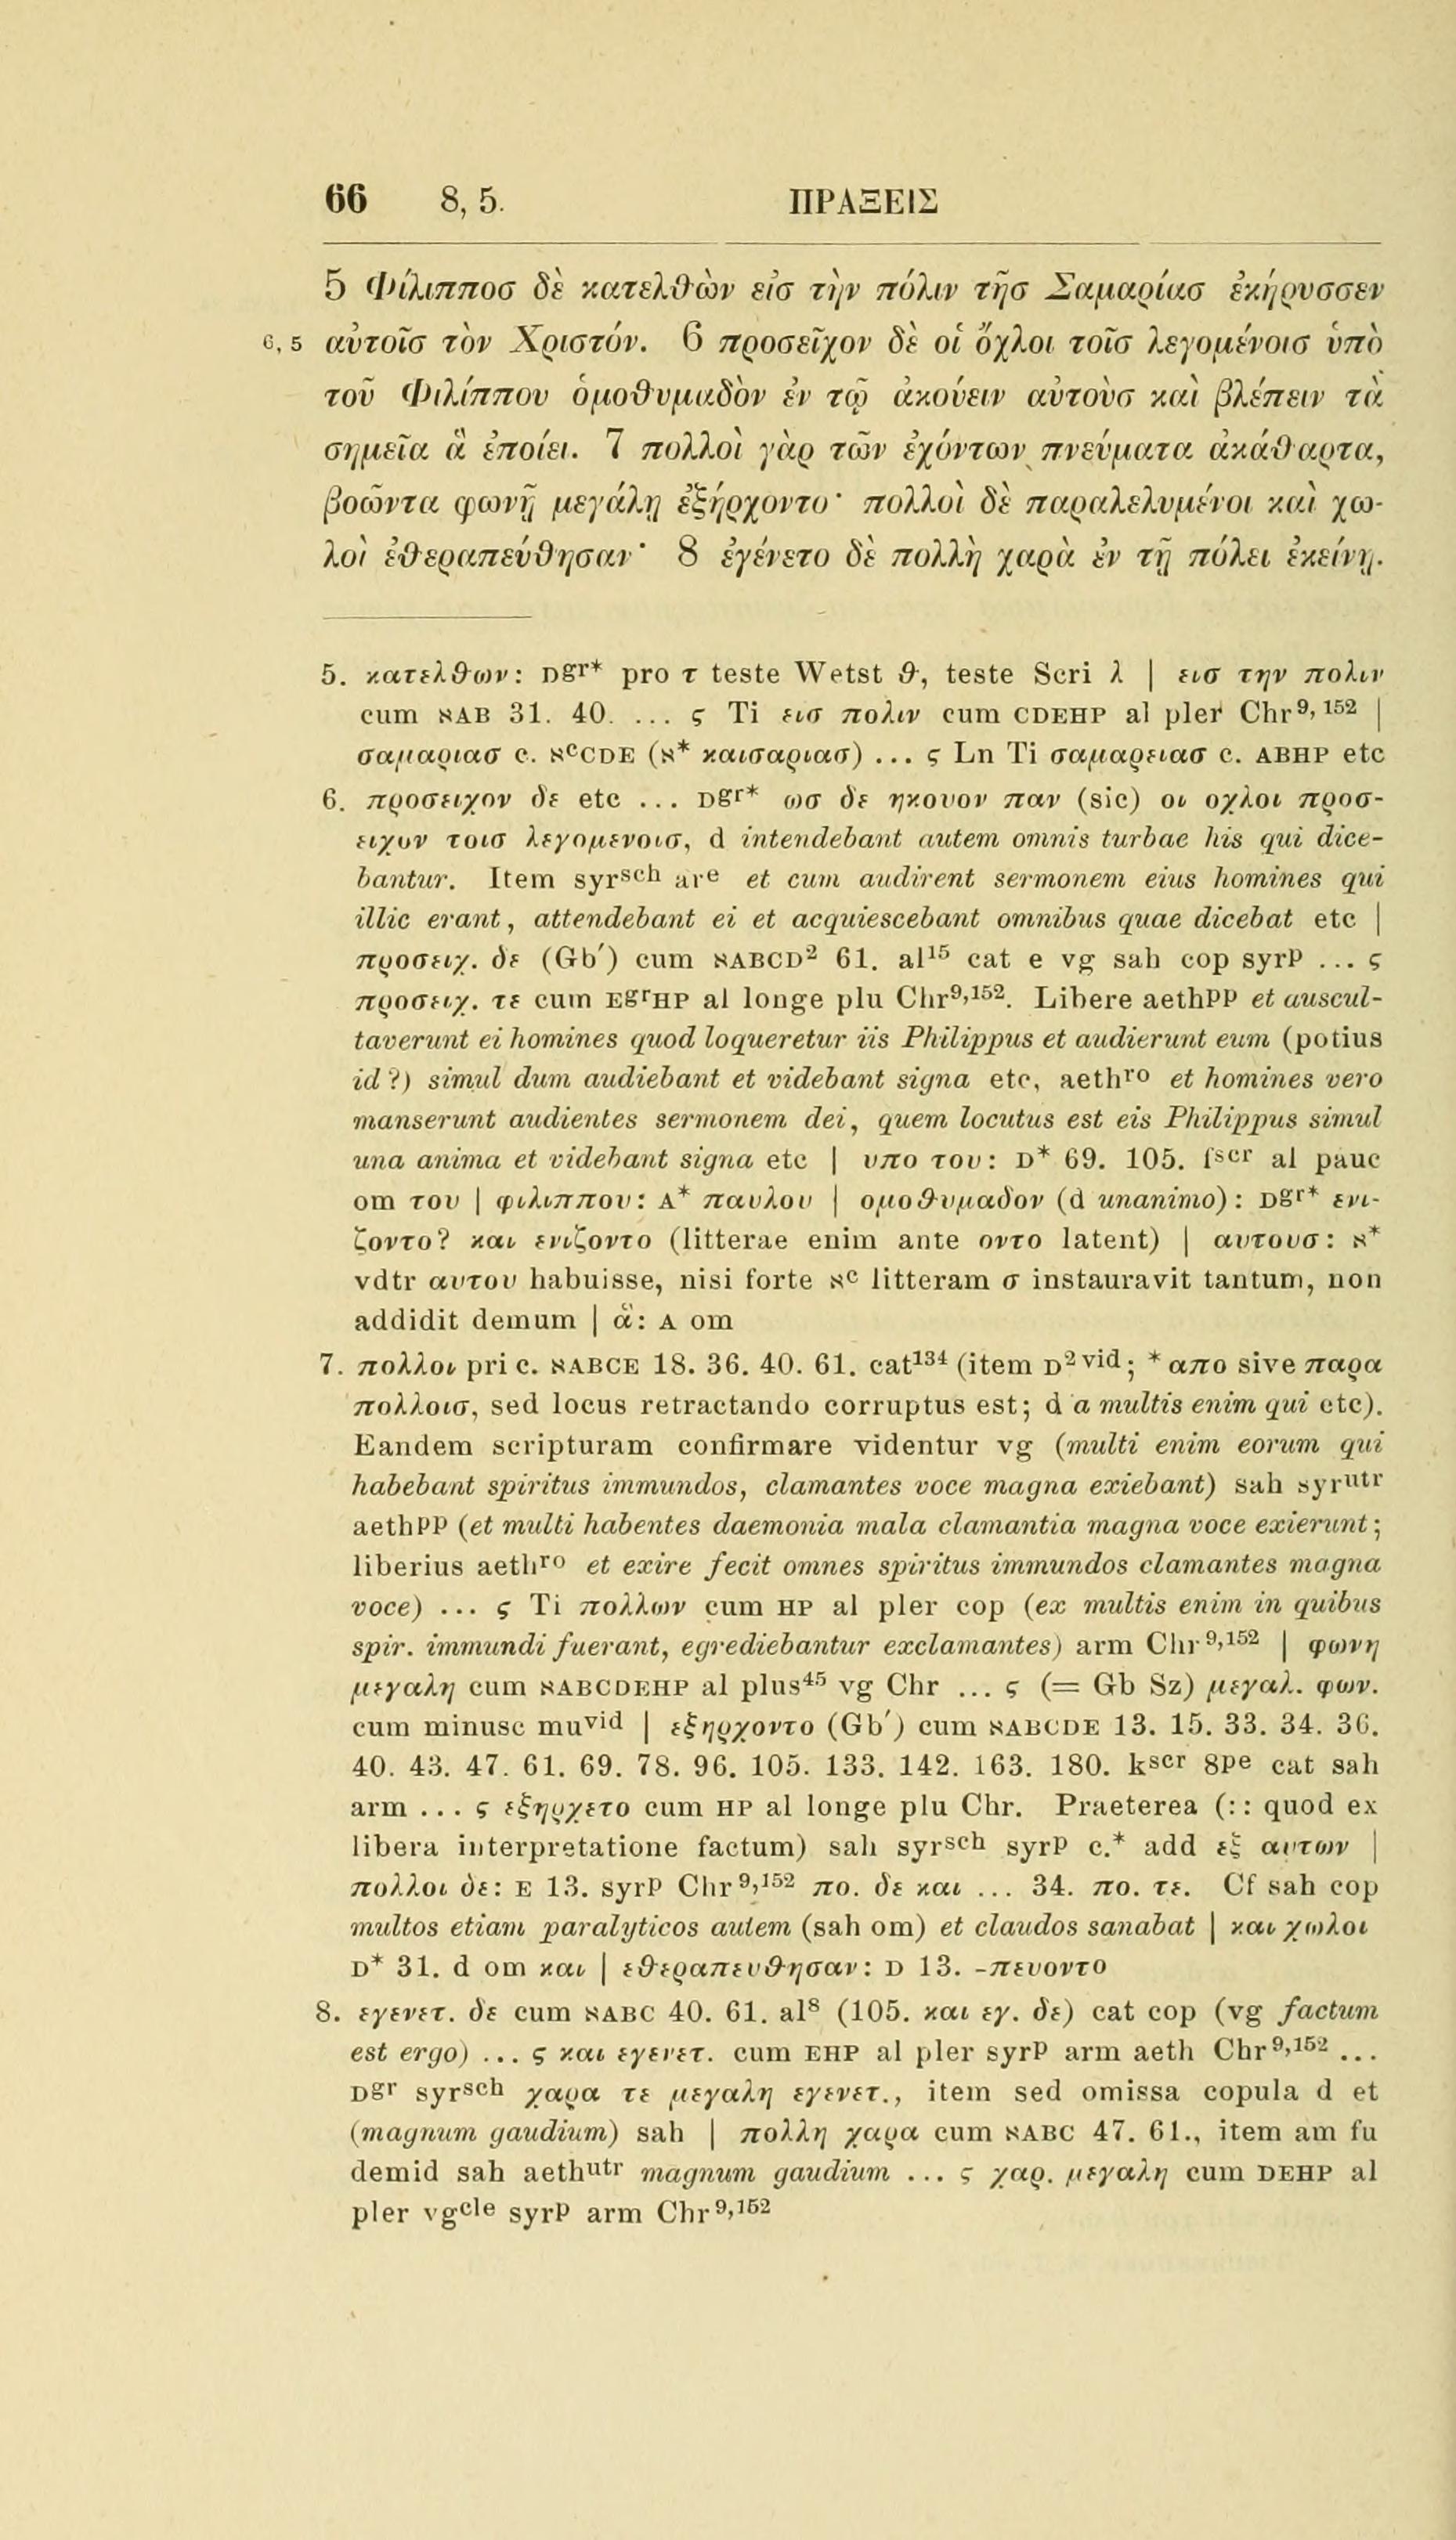 66 8, 5. ΠΡΑΞΕΙΣ
5 Φίλιπποσ δὲ κατελθὼν εἰσ τὴν πόλιν τῆσ Σαμαρίασ ἐκήρυσσεν
6, 5 αὐτοῖσ τὸν Χριστόν. 6 προσεῖχον δὲ οἱ ὄχλοι τοῖσ λεγομένοισ ὑπὸ
τοῦ Φιλίππου ὁμοθυμαδὸν ἐν τῷ ἀκούειν αὐτοὺσ καὶ βλέπειν τὰ
σημεῖα ἃ ἐποίει. 7 πολλοὶ γὰρ τῶν ἐχόντων πνεύματα ἀκάθαρτα,
βοῶντα φωνῇ μεγάλῃ ἐξήρχοντο· πολλοὶ δὲ παραλελυμένοι καὶ χω-
λοὶ ἐθεραπεύθησαν· 8 ἐγένετο δὲ πολλὴ χαρὰ ἐν τῇ πόλει ἐκείνῃ.
5. κατελθων: Dgr* pro τ teste Wetst θ, teste Scri λ | εισ την πολιν
cum אAB 31. 40. ... ς Ti εισ πολιν cum CDEHP al pler Chr9,152 |
σαμαριασ c. אcCDE (א* καισαριασ) ... ς Ln Ti σαμαρειασ c. ABHP etc
6. προσειχον δε etc ... Dgr* ωσ δε ηκουον παν (sic) οι οχλοι προσ-
ειχον τοισ λεγομενοισ, d intendebant autem omnis turbae his qui dice-
bantur. Item syrsch are et cum audirent sermonem eius homines qui
illic erant, attendebant ei et acquiescebant omnibus quae dicebat etc |
προσειχ. δε (Gb′) cum אABCD2 61. al15 cat e vg sah cop syrp ... ς
προσειχ. τε cum EgrHP al longe plu Chr9,152. Libere aethpp et auscul-
taverunt ei homines quod loqueretur iis Philippus et audierunt eum (potius
id?) simul dum audiebant et videbant signa etc, aethro et homines vero
manserunt audientes sermonem dei, quem locutus est eis Philippus simul
una anima et videbant signa etc | υπο του: D* 69. 105. fscr al pauc
om του | φιλιππου: A* παυλου | ομοθυμαδον (d unanimo): Dgr* ενι-
ζοντο? και ενιζοντο (litterae enim ante οντο latent) | αυτουσ: א*
vdtr αυτου habuisse, nisi forte אc litteram σ instauravit tantum, non
addidit demum | ἃ: A om
7. πολλοι pri c. אABCE 18. 36. 40. 61. cat134 (item D2vid; * απο sive παρα
πολλοισ, sed locus retractando corruptus est; d a multis enim qui etc).
Eandem scripturam confirmare videntur vg (multi enim eorum qui
habebant spiritus immundos, clamantes voce magna exiebant) sah syrutr
aethpp (et multi habentes daemonia mala clamantia magna voce exierunt;
liberius aethro et exire fecit omnes spiritus immundos clamantes magna
voce) ... ς Ti πολλων cum HP al pler cop (ex multis enim in quibus
spir. immundi fuerant, egrediebantur exclamantes) arm Chr9,152 | φωνη
μεγαλη cum אABCDEHP al plus45 vg Chr ... ς (= Gb Sz) μεγαλ. φων.
cum minusc muvid | εξηρχοντο (Gb′) cum אABCDE 13. 15. 33. 34. 36.
40. 43. 47. 61. 69. 78. 96. 105. 133. 142. 163. 180. kscr 8pe cat sah
arm ... ς εξηρχετο cum HP al longe plu Chr. Praeterea (:: quod ex
libera interpretatione factum) sah syrsch syrp c.* add εξ αυτων |
πολλοι δε: E 13. syrp Chr9,152 πο. δε και ... 34. πο. τε. Cf sah cop
multos etiam paralyticos autem (sah om) et claudos sanabat | και χωλοι
D* 31. d om και | εθεραπευθησαν: D 13. -πευοντο
8. εγενετ. δε cum אABC 40. 61. al8 (105. και εγ. δε) cat cop (vg factum
est ergo) ... ς και εγενετ. cum EHP al pler syrp arm aeth Chr9,152 ...
Dgr syrsch χαρα τε μεγαλη εγενετ., item sed omissa copula d et
(magnum gaudium) sah | πολλη χαρα cum אABC 47. 61., item am fu
demid sah aethutr magnum gaudium ... ς χαρ. μεγαλη cum DEHP al
pler vgcle syrp arm Chr9,152